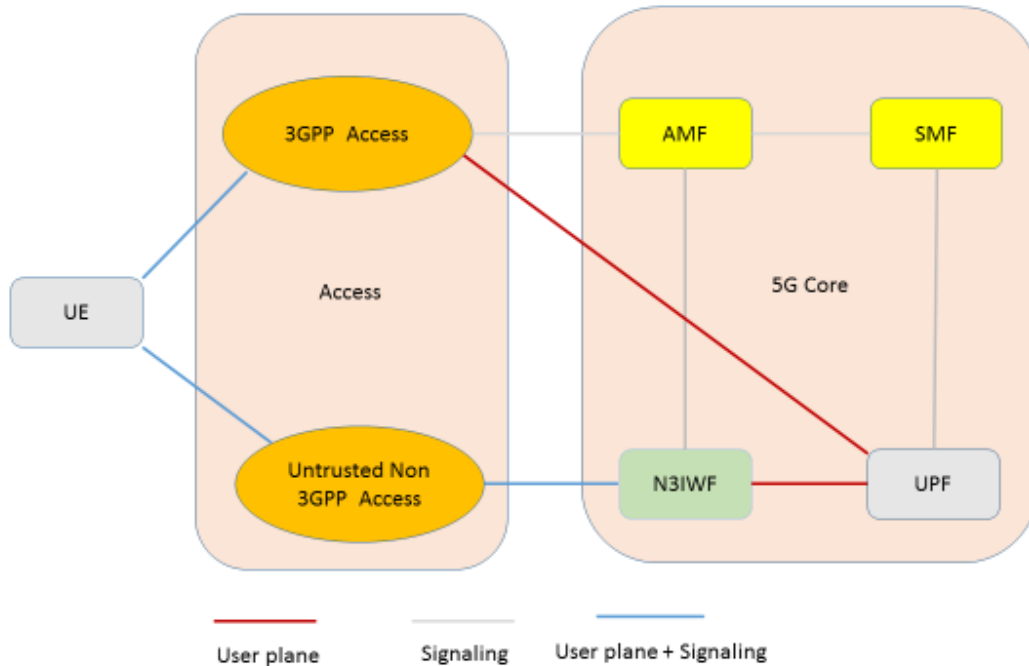 3GPP Access
AMF
SMF
UE
Access
5G Core
Untrusted Non
3GPP Access
N3IWF
UPF
User plane
Signaling
User plane + Signaling